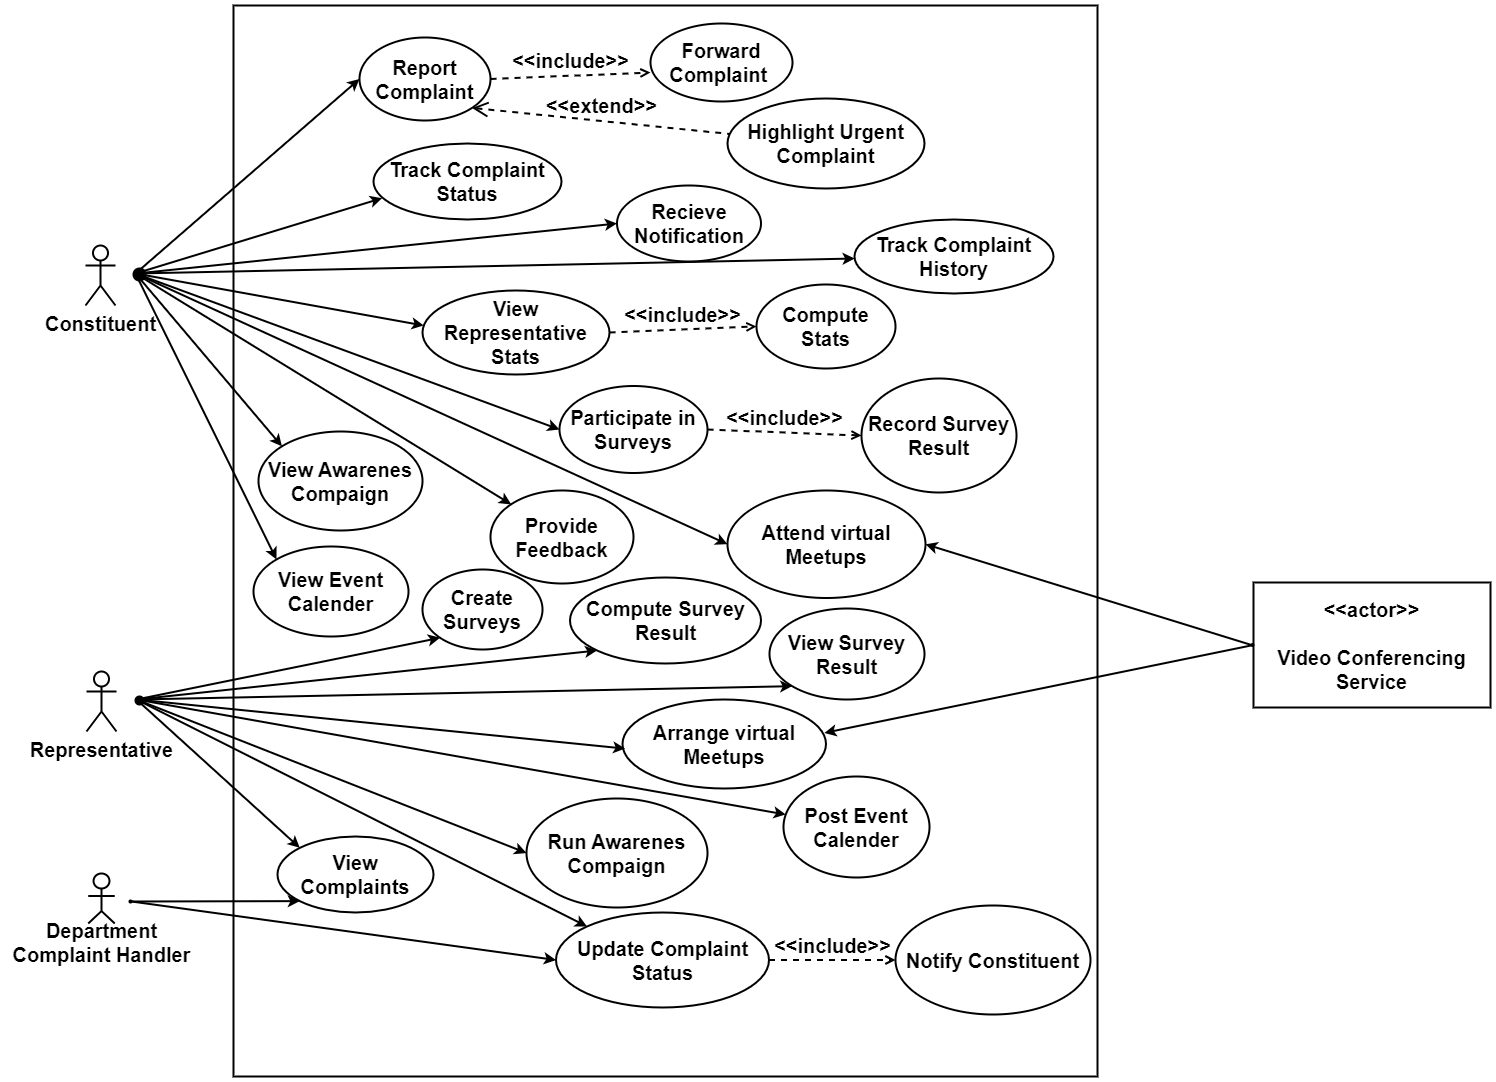 Report
Complaint
<<include>>
Forward
Complaint
<<extend>>
Highlight Urgent
Complaint
Track Complaint
Status
Recieve
Notification
Track Complaint
History
Constituent
View
Representative
Stats
<<include>>
Compute
Stats
Participate in
Surveys
<<include>>
Record Survey
Result
View Awarenes
Compaign
Provide
Feedback
Attend virtual
Meetups
View Event
Calender
Create
Surveys
Compute Survey
Result
View Survey
Result
<<actor>>
Video Conferencing
Service
Representative
Arrange virtual
Meetups
Post Event
Calender
Run Awarenes
Compaign
View
Complaints
Department
Complaint Handler
Update Complaint
Status
<<include>>
Notify Constituent